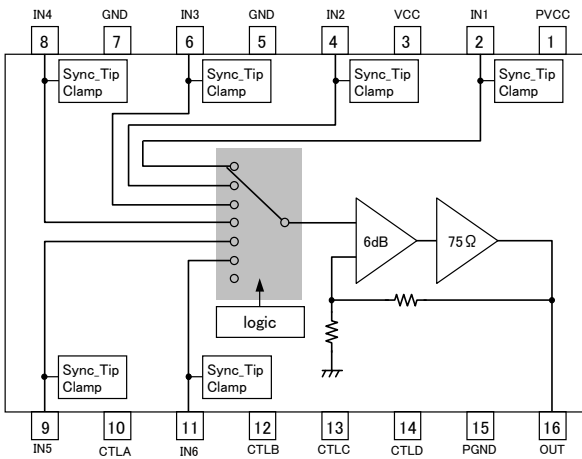 IN4 GND IN3 GND IN2 VCC IN1 PVCC
8 7 6 5 4 3 2 1
Sync_Tip Clamp
Sync_Tip Clamp
Sync_Tip Clamp
Sync_Tip Clamp
6dB
75Ω
logic
Sync_Tip Clamp
Sync_Tip Clamp
9 10 11 12 13 14 15 16
IN5 CTLA IN6 CTLB CTLC CTLD PGND OUT